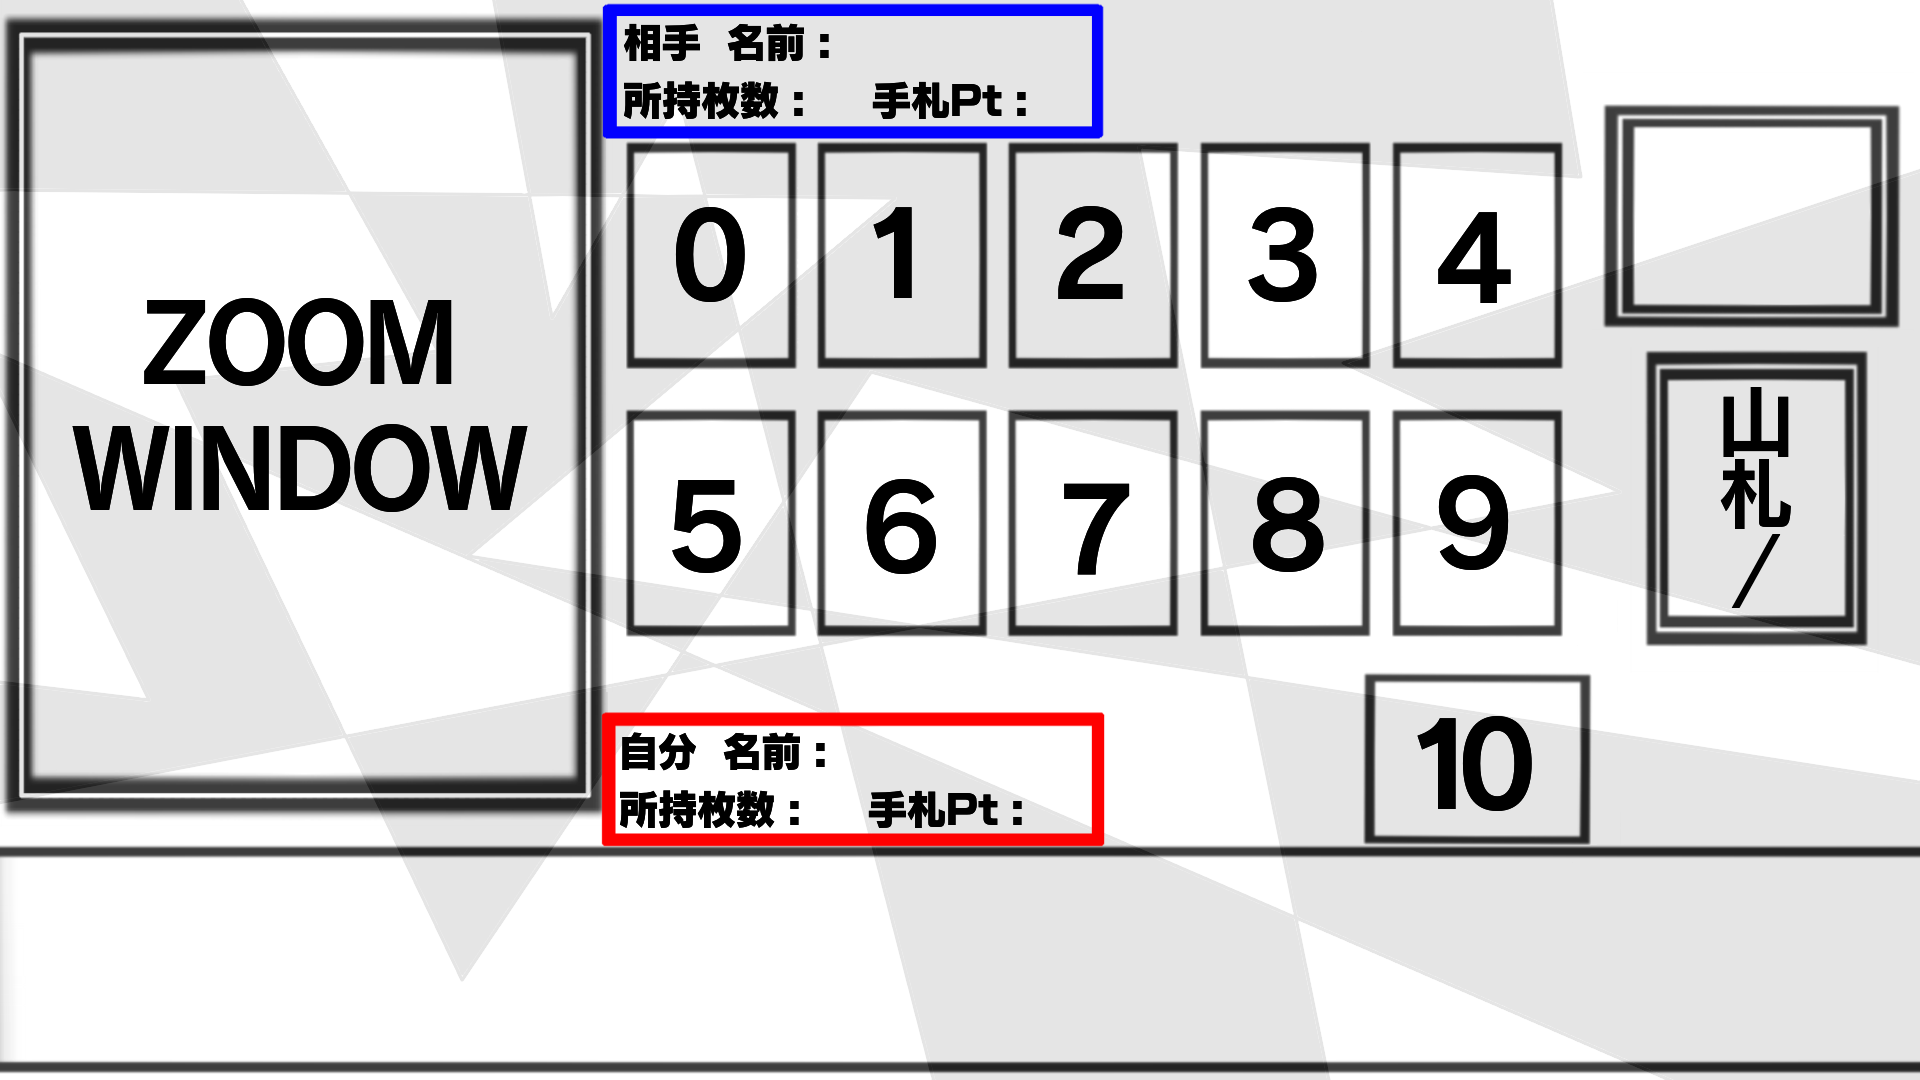 ZOOM
WINDOW
相手 名前：
所持枚数： 手札Pt：
0 1 2 3 4
5 6 7 8 9
山札/
自分 名前：
所持枚数： 手札Pt：
10